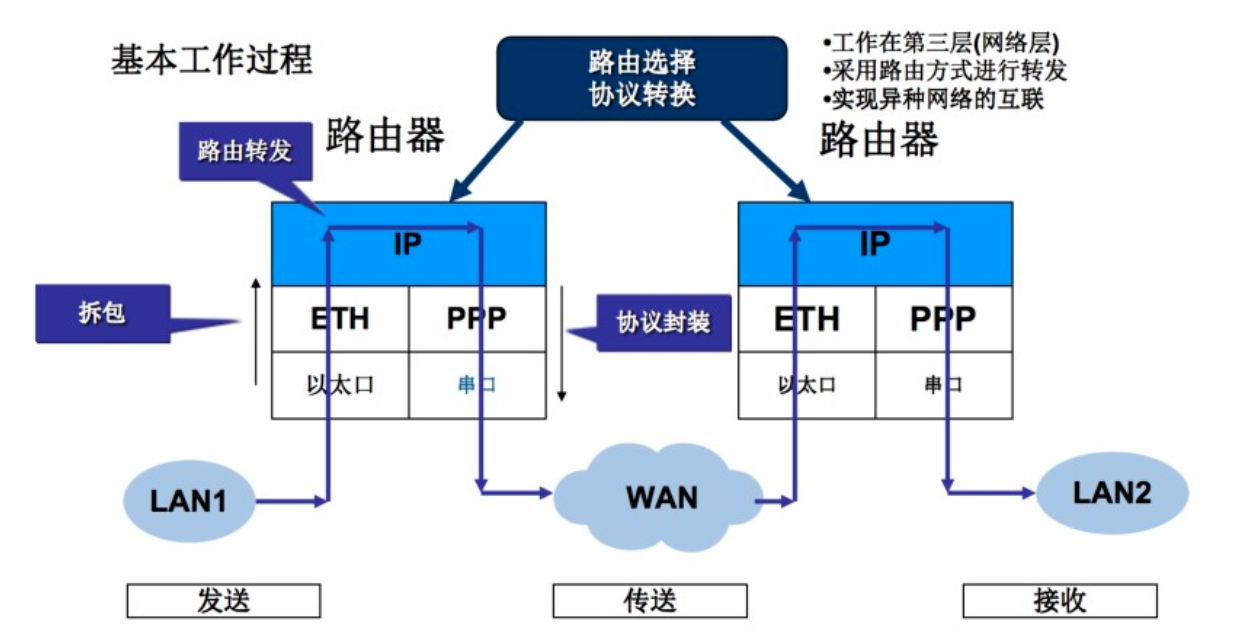 基本工作过程
路由选择
协议转换
•工作在第三层(网络层)
•采用路由方式进行转发
•实现异种网络的互联
路由转发
路由器
路由器
IP
IP
拆包
ETH
PPP
协议封装
ETH
PPP
以太口
串口
以太口
串口
LAN1
WAN
LAN2
发送
传送
接收